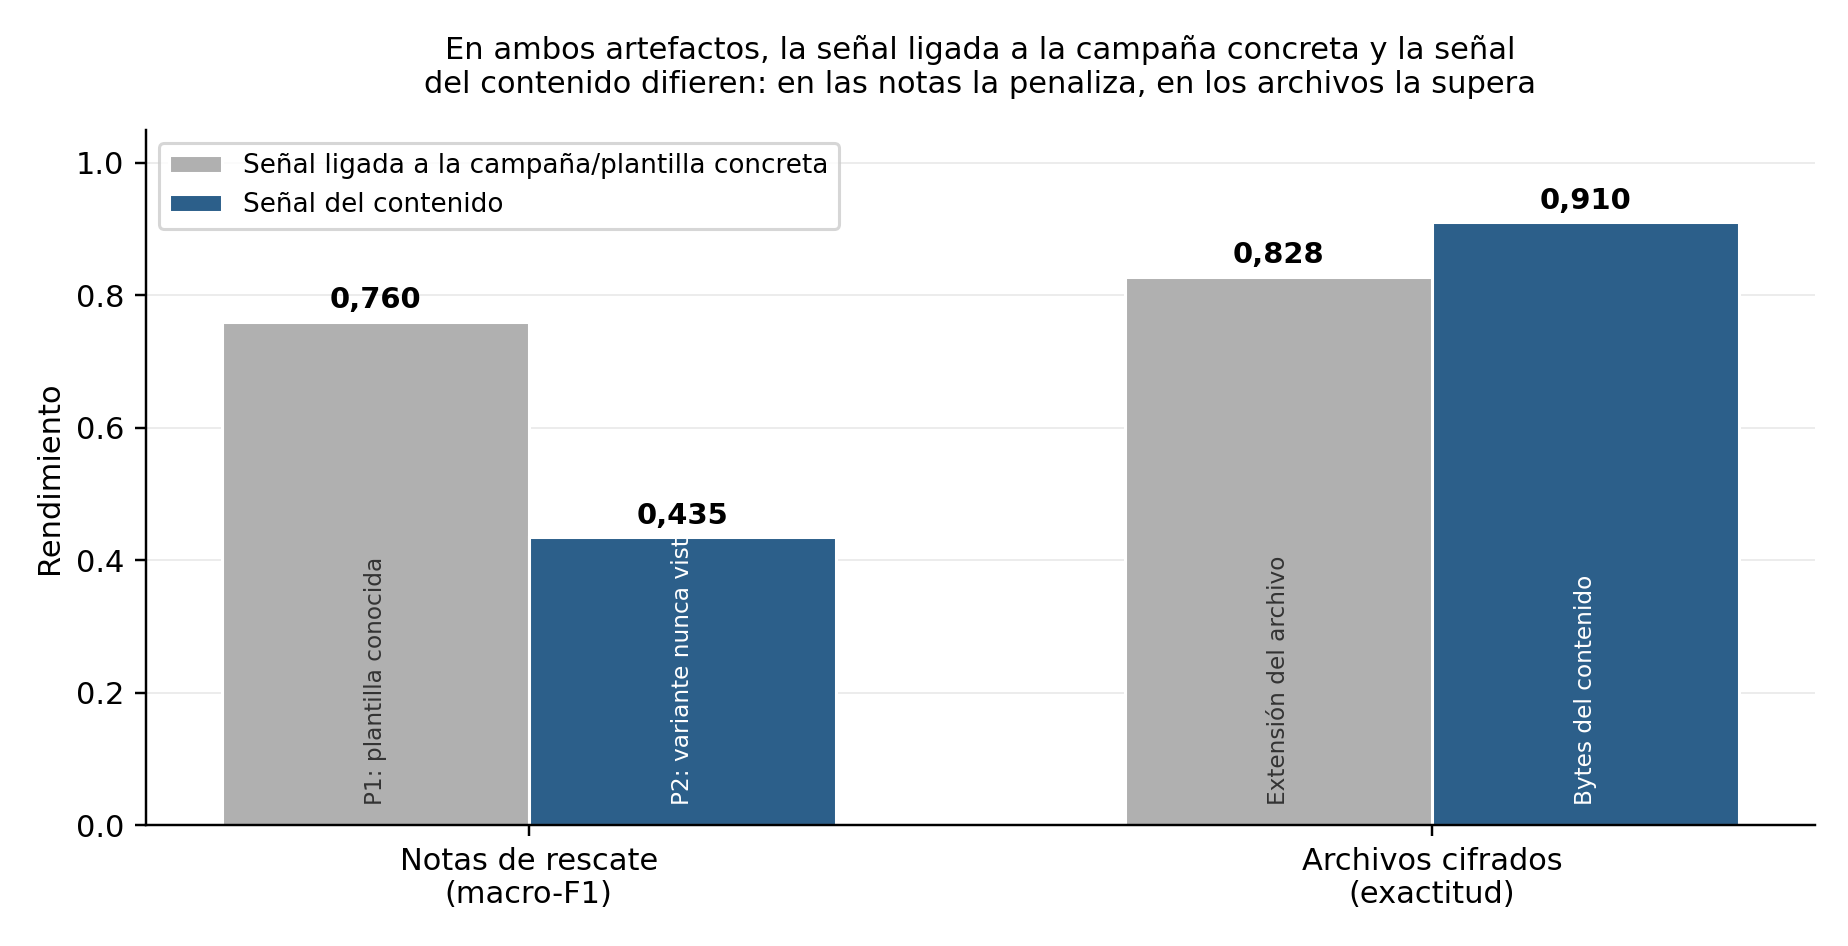 En ambos artefactos, la señal ligada a la campaña concreta y la señal
del contenido difieren: en las notas la penaliza, en los archivos la supera
Señal ligada a la campaña/plantilla concreta
Señal del contenido
Rendimiento
1.0
0.8
0.6
0.4
0.2
0.0
0,760
0,435
0,828
0,910
P1: plantilla conocida
P2: variante nunca vist
Extensión del archivo
Bytes del contenido
Notas de rescate
(macro-F1)
Archivos cifrados
(exactitud)